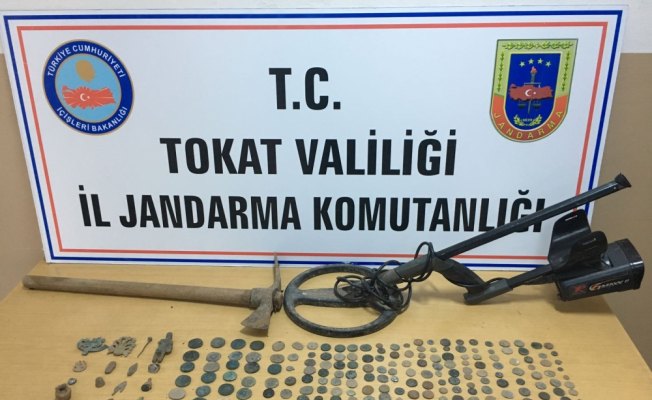 TÜRKİYE CUMHURİYETİ
İÇİŞLERİ BAKANLIĞI
JANDARMA
T.C.
TOKAT VALİLİĞİ
İL JANDARMA KOMUTANLIĞI